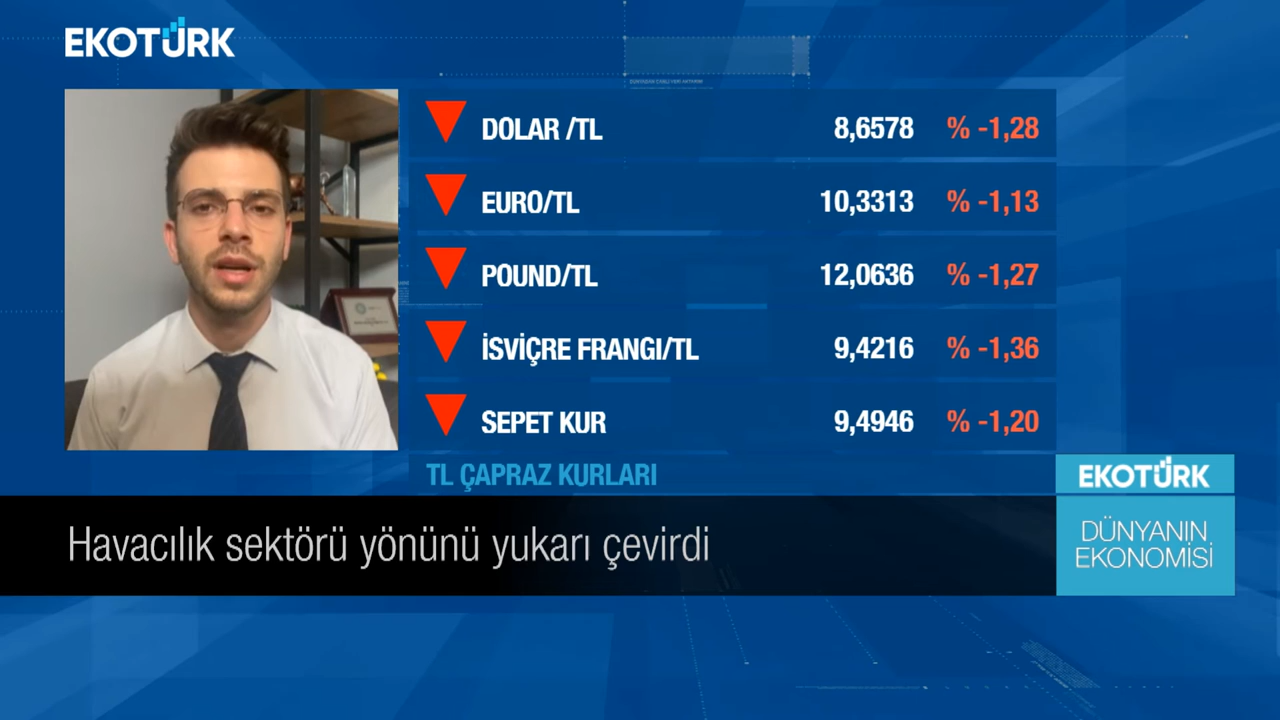 EKOTÜRK
DOLAR /TL 8,6578 % -1,28
EURO/TL 10,3313 % -1,13
POUND/TL 12,0636 % -1,27
İSVİÇRE FRANGI/TL 9,4216 % -1,36
SEPET KUR 9,4946 % -1,20
TL ÇAPRAZ KURLARI
EKOTÜRK
Havacılık sektörü yönünü yukarı çevirdi
DÜNYANIN
EKONOMİSİ